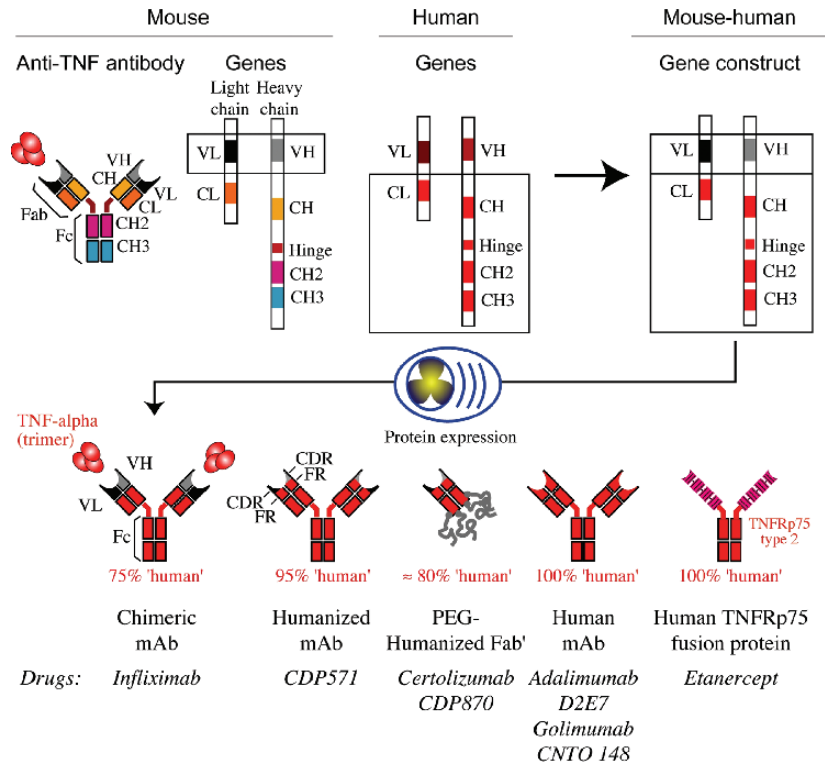 Mouse
Human
Mouse-human
Anti-TNF antibody
Genes
Genes
Gene construct
Light chain
Heavy chain
VH
CH
VL
CL
Fab
Fc
CH2
CH3
VL
VH
CL
CH
Hinge
CH2
CH3
VL
VH
CL
CH
Hinge
CH2
CH3
VL
VH
CL
CH
Hinge
CH2
CH3
Protein expression
TNF-alpha
(trimer)
VH
VL
Fc
CDR
FR
CDR
FR
TNFRp75
type 2
75% 'human'
95% 'human'
≈ 80% 'human'
100% 'human'
100% 'human'
Chimeric
mAb
Humanized
mAb
PEG-
Humanized Fab'
Human
mAb
Human TNFRp75
fusion protein
Drugs:
Infliximab
CDP571
Certolizumab
CDP870
Adalimumab
D2E7
Golimumab
CNTO 148
Etanercept